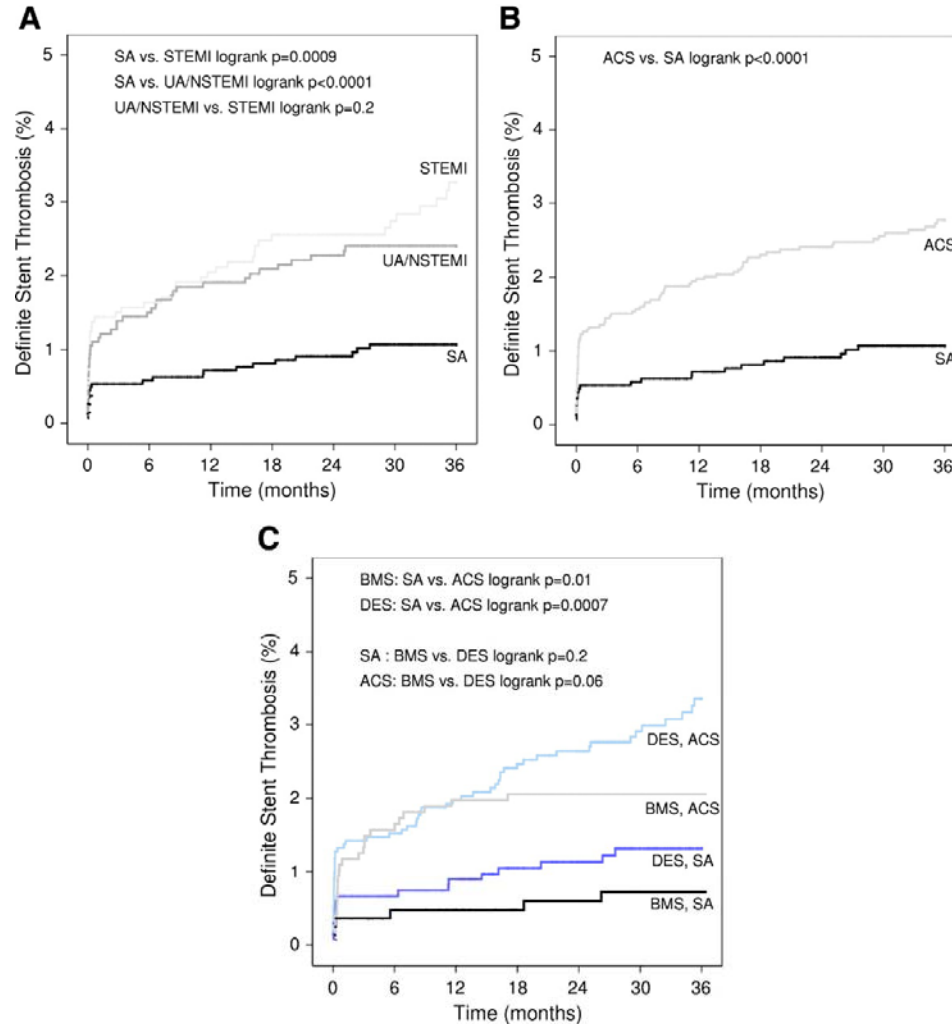 A
SA vs. STEMI logrank p=0.0009
SA vs. UA/NSTEMI logrank p<0.0001
UA/NSTEMI vs. STEMI logrank p=0.2
Definite Stent Thrombosis (%)
5
4
3
2
1
0
STEMI
UA/NSTEMI
SA
0 6 12 18 24 30 36
Time (months)
B
ACS vs. SA logrank p<0.0001
Definite Stent Thrombosis (%)
5
4
3
2
1
0
ACS
SA
0 6 12 18 24 30 36
Time (months)
C
BMS: SA vs. ACS logrank p=0.01
DES: SA vs. ACS logrank p=0.0007
SA : BMS vs. DES logrank p=0.2
ACS: BMS vs. DES logrank p=0.06
Definite Stent Thrombosis (%)
5
4
3
2
1
0
DES, ACS
BMS, ACS
DES, SA
BMS, SA
0 6 12 18 24 30 36
Time (months)